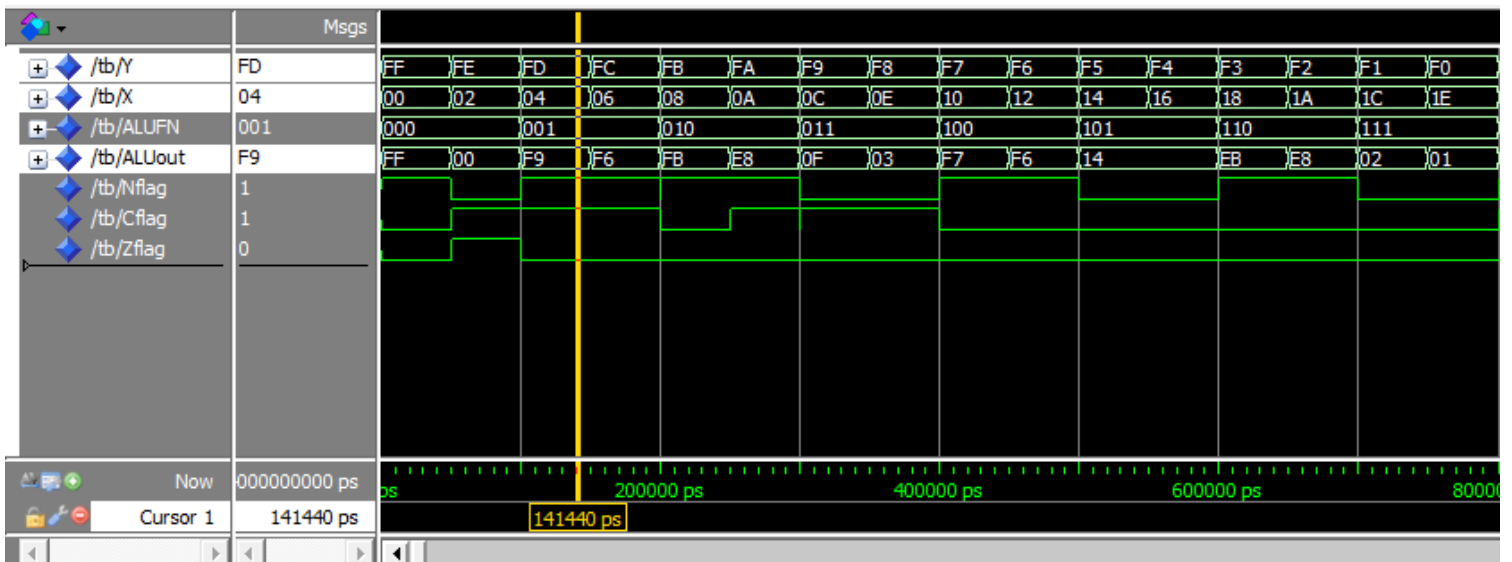 Msgs
/tb/Y FD FF FE FD FC FB FA F9 F8 F7 F6 F5 F4 F3 F2 F1 F0
/tb/X 04 00 02 04 06 08 0A 0C 0E 10 12 14 16 18 1A 1C 1E
/tb/ALUFN 001 000 001 010 011 100 101 110 111
/tb/ALUout F9 FF 00 F9 F6 FB E8 0F 03 F7 F6 14 EB E8 02 01
/tb/Nflag 1
/tb/Cflag 1
/tb/Zflag 0
Now 000000000 ps ps 200000 ps 400000 ps 600000 ps 80000
Cursor 1 141440 ps 141440 ps